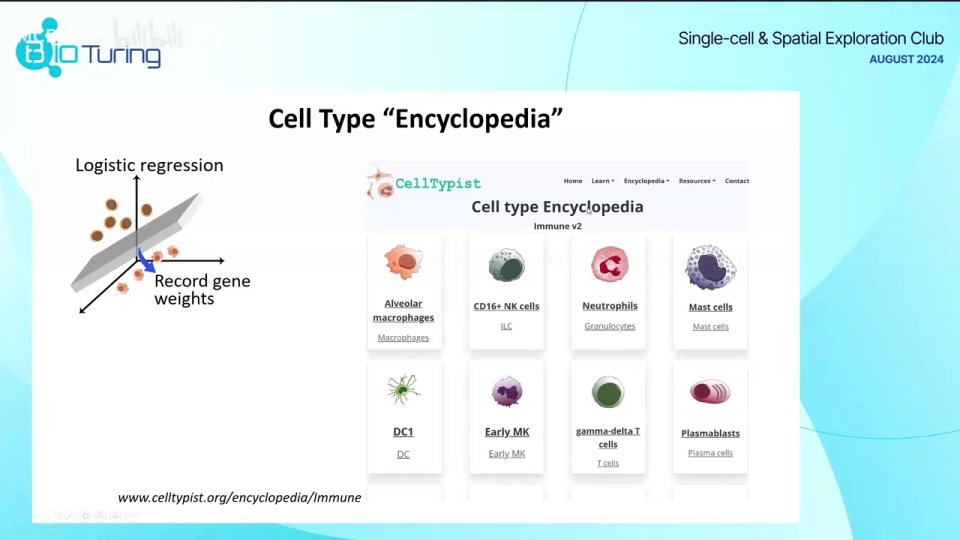 bilibili
BioTuring
Single-cell & Spatial Exploration Club
AUGUST 2024
Cell Type “Encyclopedia”
Logistic regression
Record gene
weights
CellTypist
Home Learn Encyclopedia Resources Contact
Cell type Encyclopedia
Immune v2
Alveolar
macrophages
Macrophages
CD16+ NK cells
ILC
Neutrophils
Granulocytes
Mast cells
Mast cells
DC1
DC
Early MK
Early MK
gamma-delta T
cells
T cells
Plasmablasts
Plasma cells
www.celltypist.org/encyclopedia/Immune